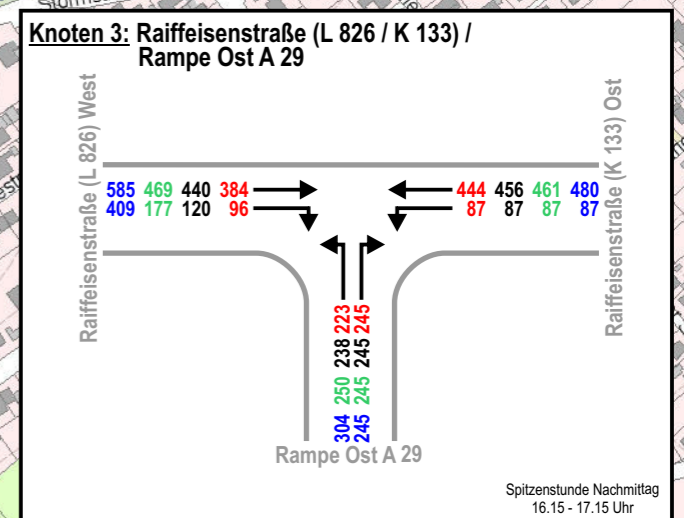 Knoten 3: Raiffeisenstraße (L 826 / K 133) /
Rampe Ost A 29
Raiffeisenstraße (L 826) West
585 469 440 384
409 177 120 96
444 456 461 480
87 87 87 87
Raiffeisenstraße (K 133) Ost
304 250 238 223
245 245 245 245
Rampe Ost A 29
Spitzenstunde Nachmittag
16.15 - 17.15 Uhr